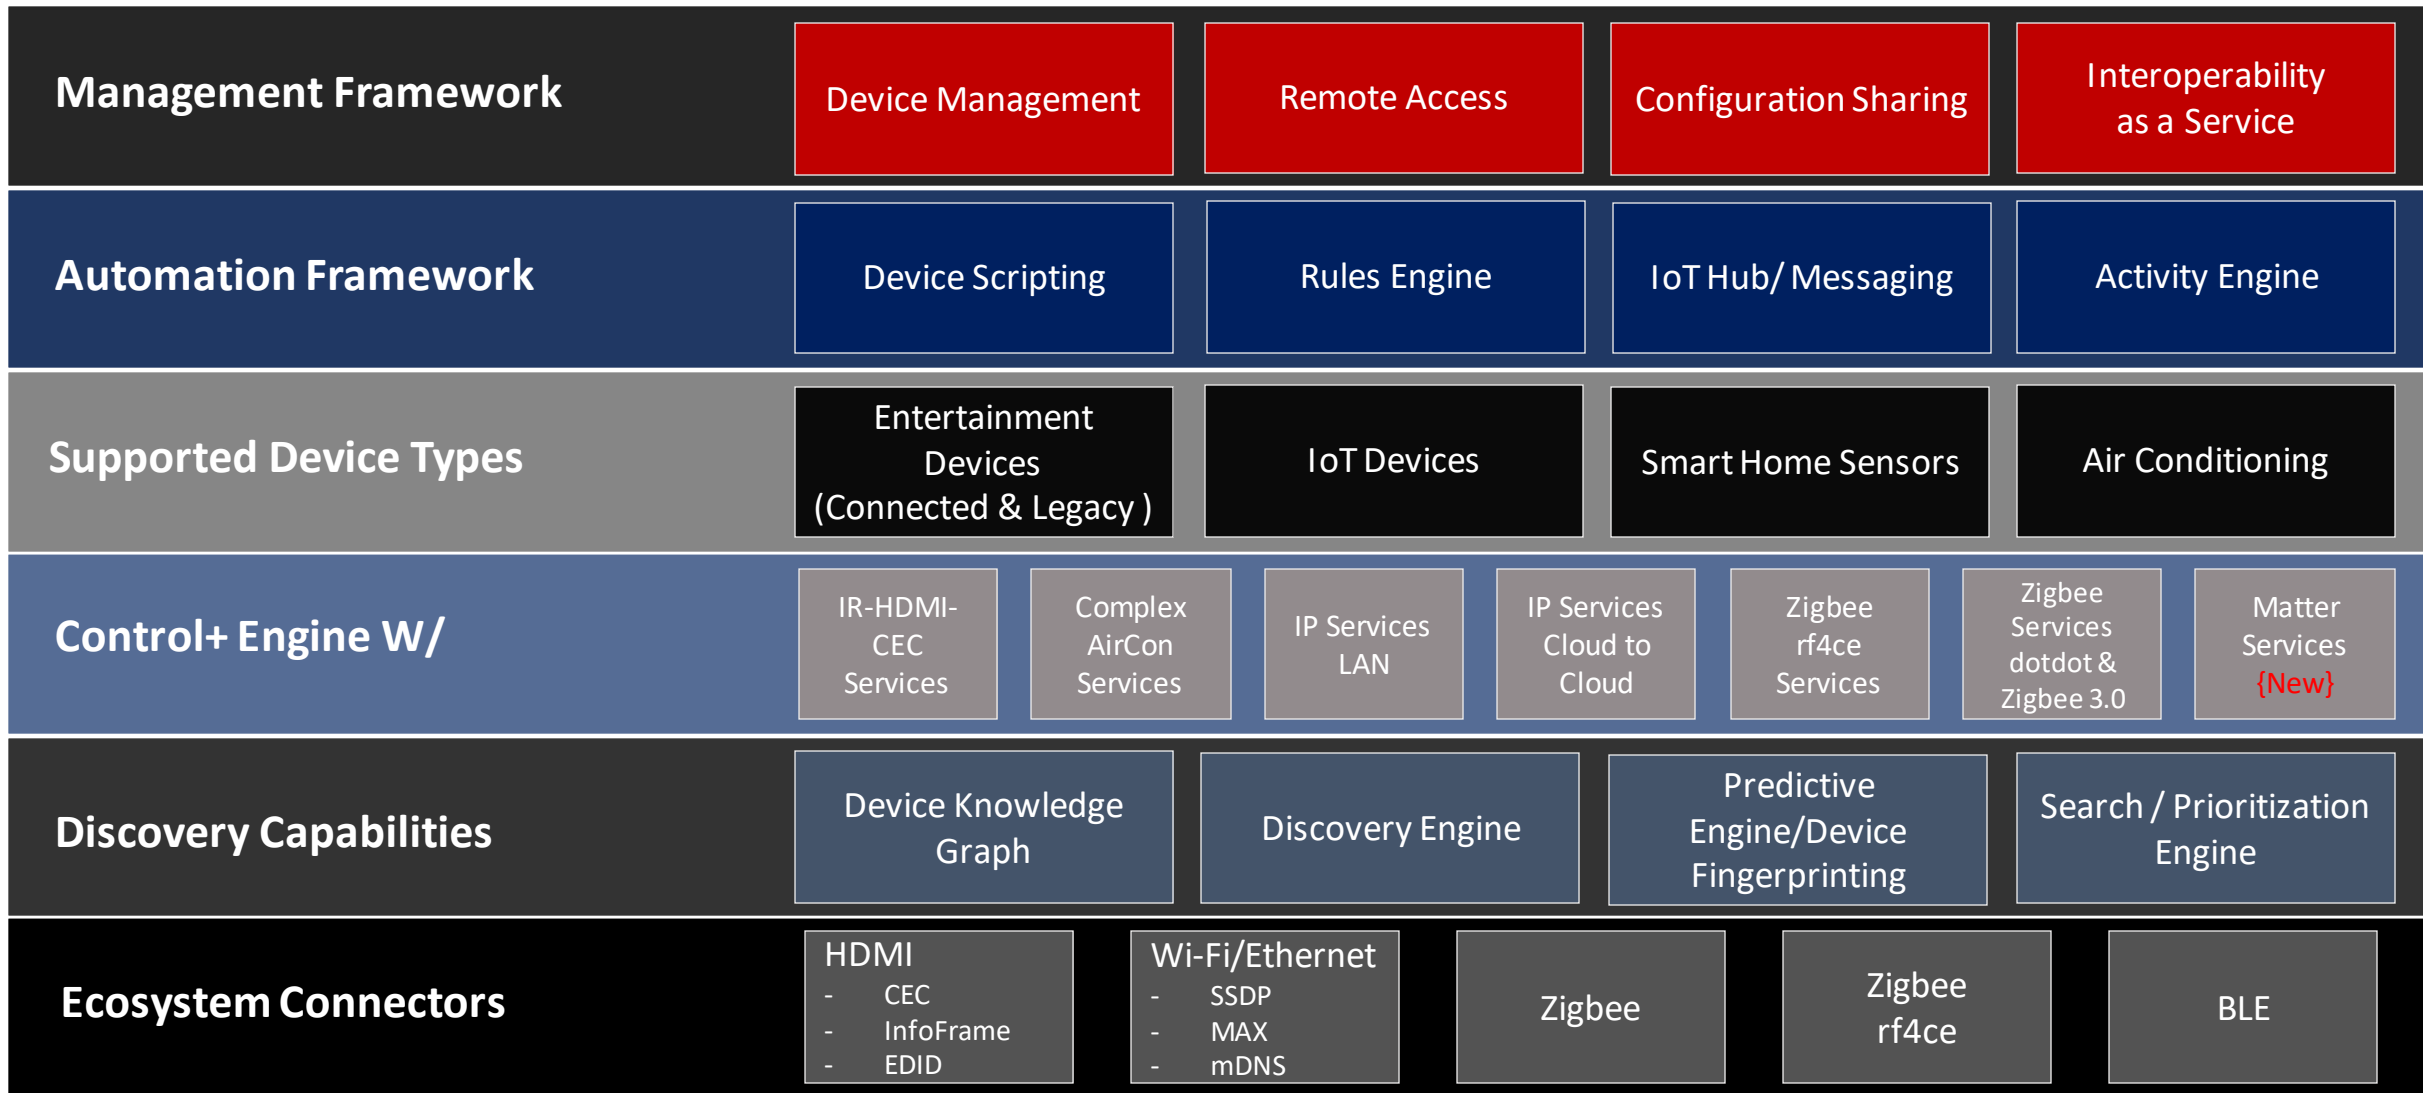 Management Framework
Device Management
Remote Access
Configuration Sharing
Interoperability
as a Service
Automation Framework
Device Scripting
Rules Engine
IoT Hub/ Messaging
Activity Engine
Supported Device Types
Entertainment
Devices
(Connected & Legacy )
IoT Devices
Smart Home Sensors
Air Conditioning
Control+ Engine W/
IR-HDMI-
CEC
Services
Complex
AirCon
Services
IP Services
LAN
IP Services
Cloud to
Cloud
Zigbee
rf4ce
Services
Zigbee
Services
dotdot &
Zigbee 3.0
Matter
Services
{New}
Discovery Capabilities
Device Knowledge
Graph
Discovery Engine
Predictive
Engine/Device
Fingerprinting
Search / Prioritization
Engine
Ecosystem Connectors
HDMI
- CEC
- InfoFrame
- EDID
Wi-Fi/Ethernet
- SSDP
- MAX
- mDNS
Zigbee
Zigbee
rf4ce
BLE